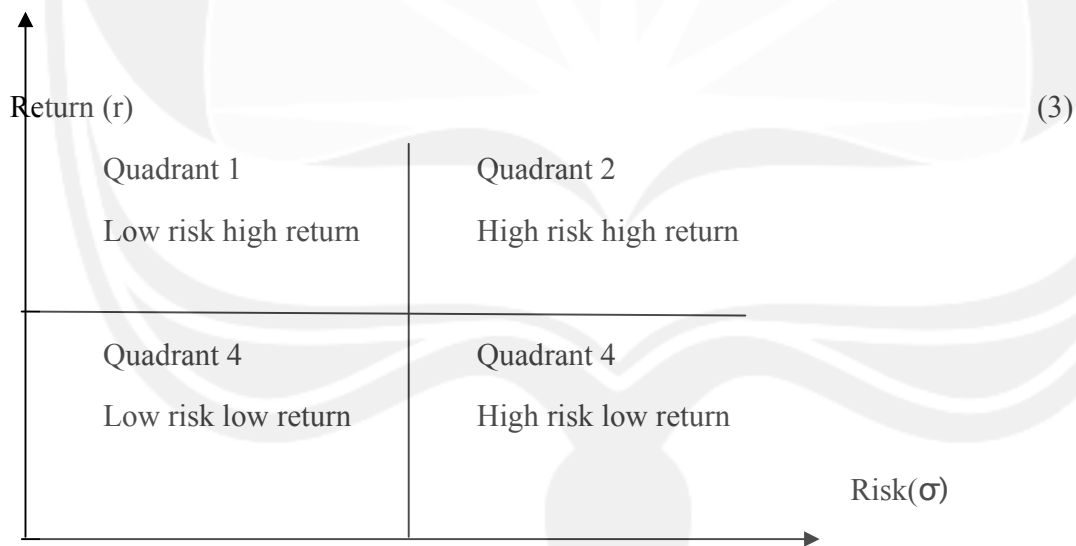 Return (r) (3)
Quadrant 1 Quadrant 2
Low risk high return High risk high return
Quadrant 4 Quadrant 4
Low risk low return High risk low return
Risk(σ)